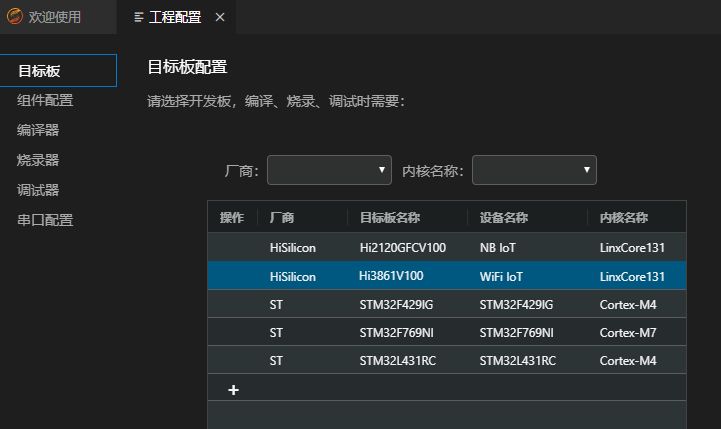 欢迎使用 工程配置 ×
目标板
组件配置
编译器
烧录器
调试器
串口配置
目标板配置
请选择开发板，编译、烧录、调试时需要：
厂商： 内核名称：
操作 厂商 目标板名称 设备名称 内核名称
HiSilicon Hi2120GFCV100 NB IoT LinxCore131
HiSilicon Hi3861V100 WiFi IoT LinxCore131
ST STM32F429IG STM32F429IG Cortex-M4
ST STM32F769NI STM32F769NI Cortex-M7
ST STM32L431RC STM32L431RC Cortex-M4
+